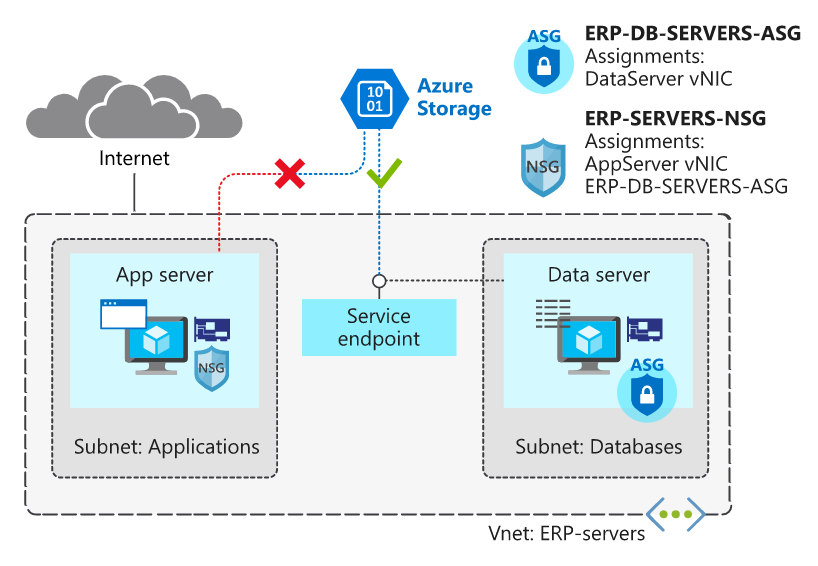 ASG
ERP-DB-SERVERS-ASG
Assignments:
DataServer vNIC
10
01
Azure
Storage
ERP-SERVERS-NSG
Assignments:
AppServer vNIC
ERP-DB-SERVERS-ASG
NSG
Internet
App server
NSG
Subnet: Applications
Service
endpoint
Data server
ASG
Subnet: Databases
Vnet: ERP-servers